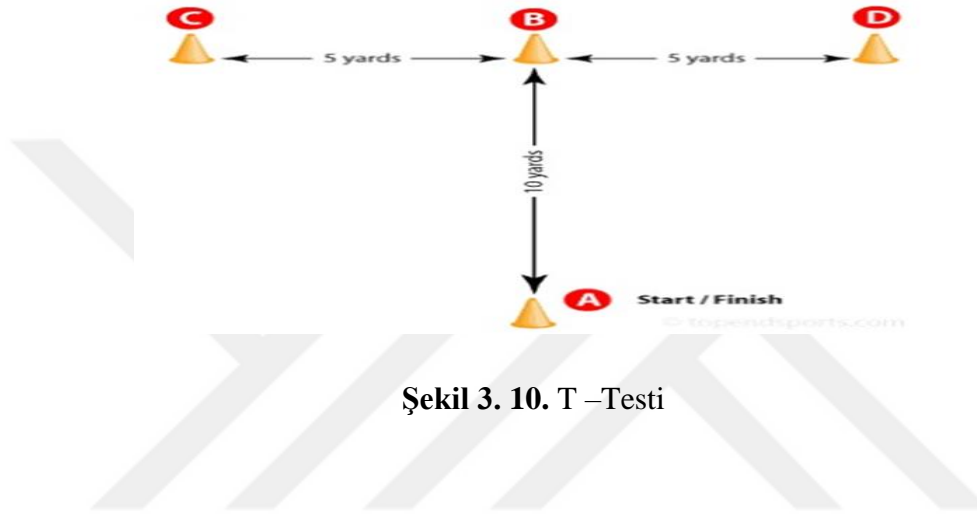 C B D
5 yards 5 yards
10 yards
A Start / Finish
© topendsports.com
Şekil 3. 10. T –Testi